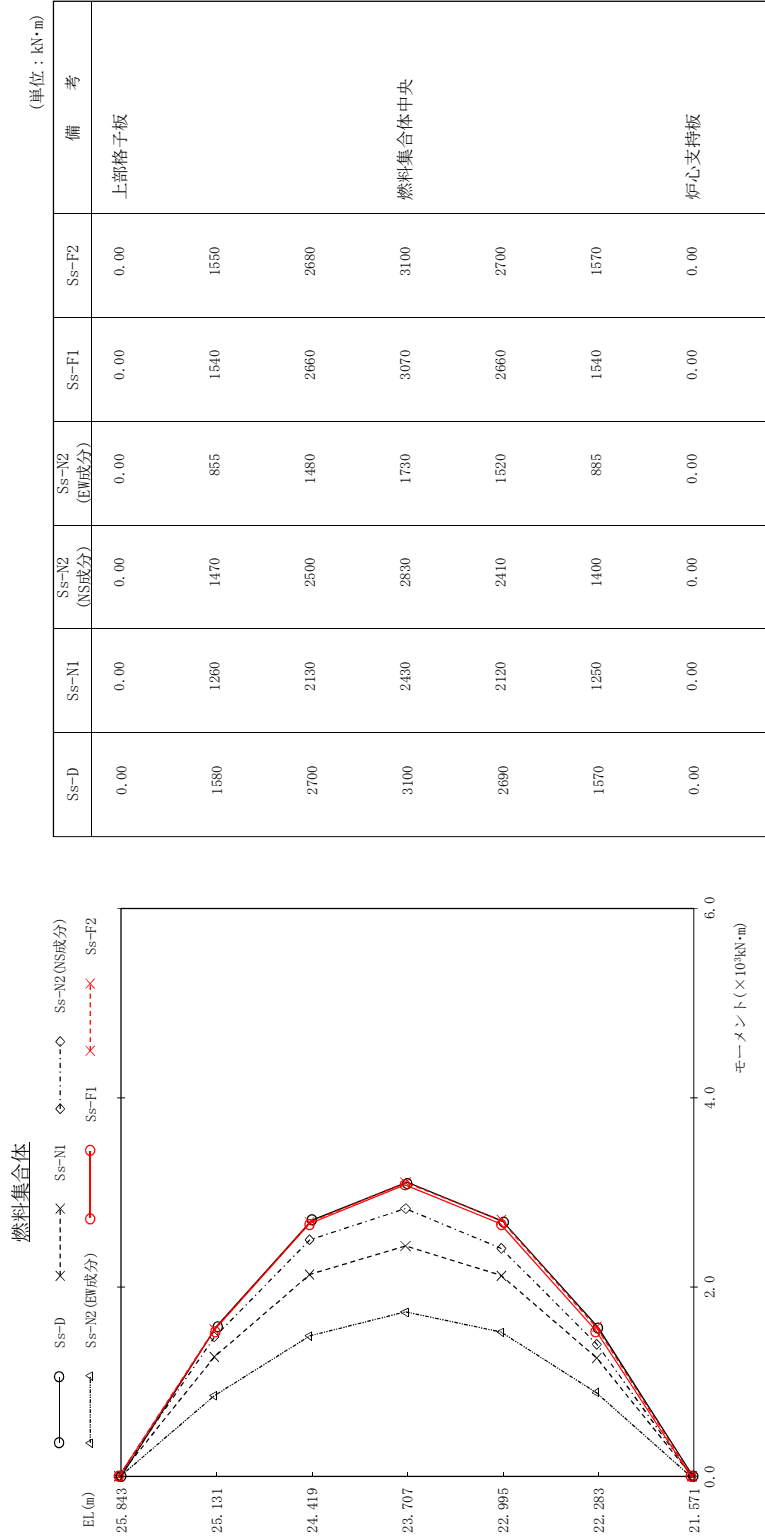 燃料集合体
Ss-D Ss-N1 Ss-N2(NS成分)
Ss-N2(EW成分) Ss-F1 Ss-F2
EL(m)
25.843
25.131
24.419
23.707
22.995
22.283
21.571
0.0 2.0 4.0 6.0
モーメント(×10³kN・m)
(単位：kN・m)
Ss-D Ss-N1 Ss-N2 (NS成分) Ss-N2 (EW成分) Ss-F1 Ss-F2 備 考
0.00 0.00 0.00 0.00 0.00 0.00 上部格子板
1580 1260 1470 855 1540 1550
2700 2130 2500 1480 2660 2680
3100 2430 2830 1730 3070 3100 燃料集合体中央
2690 2120 2410 1520 2660 2700
1570 1250 1400 885 1540 1570
0.00 0.00 0.00 0.00 0.00 0.00 炉心支持板